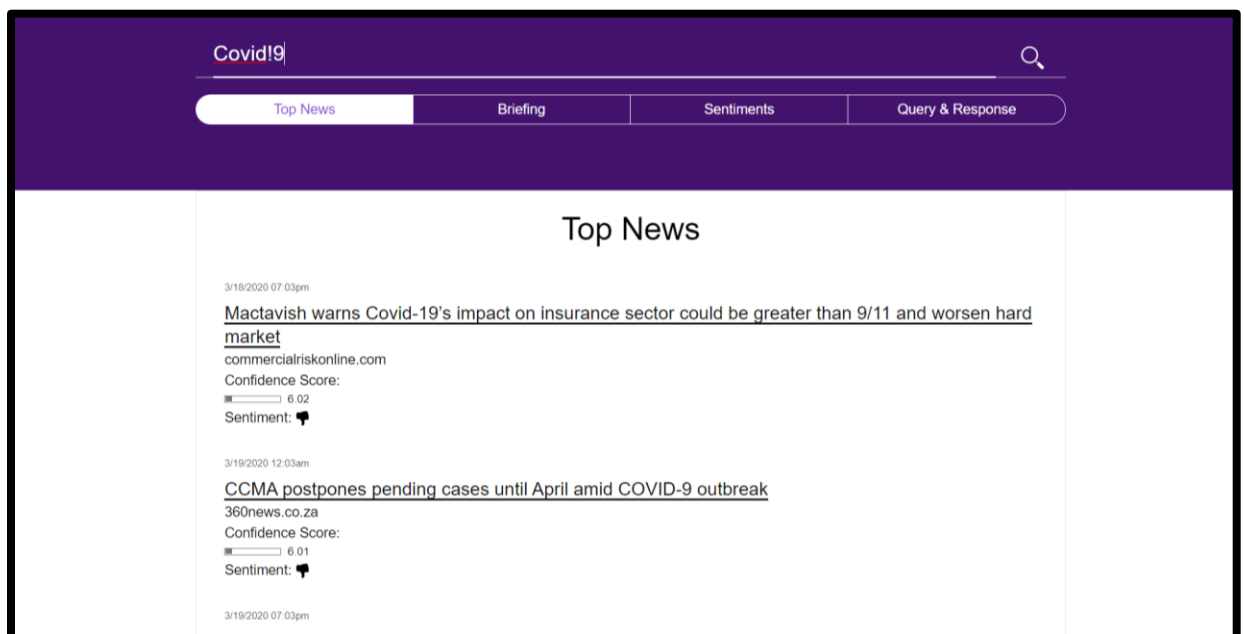 Covid!9
Top News
Briefing
Sentiments
Query & Response
Top News
3/18/2020 07:03pm
Mactavish warns Covid-19's impact on insurance sector could be greater than 9/11 and worsen hard
market
commercialriskonline.com
Confidence Score:
6.02
Sentiment:
3/19/2020 12:03am
CCMA postpones pending cases until April amid COVID-9 outbreak
360news.co.za
Confidence Score:
6.01
Sentiment:
3/19/2020 07:03pm